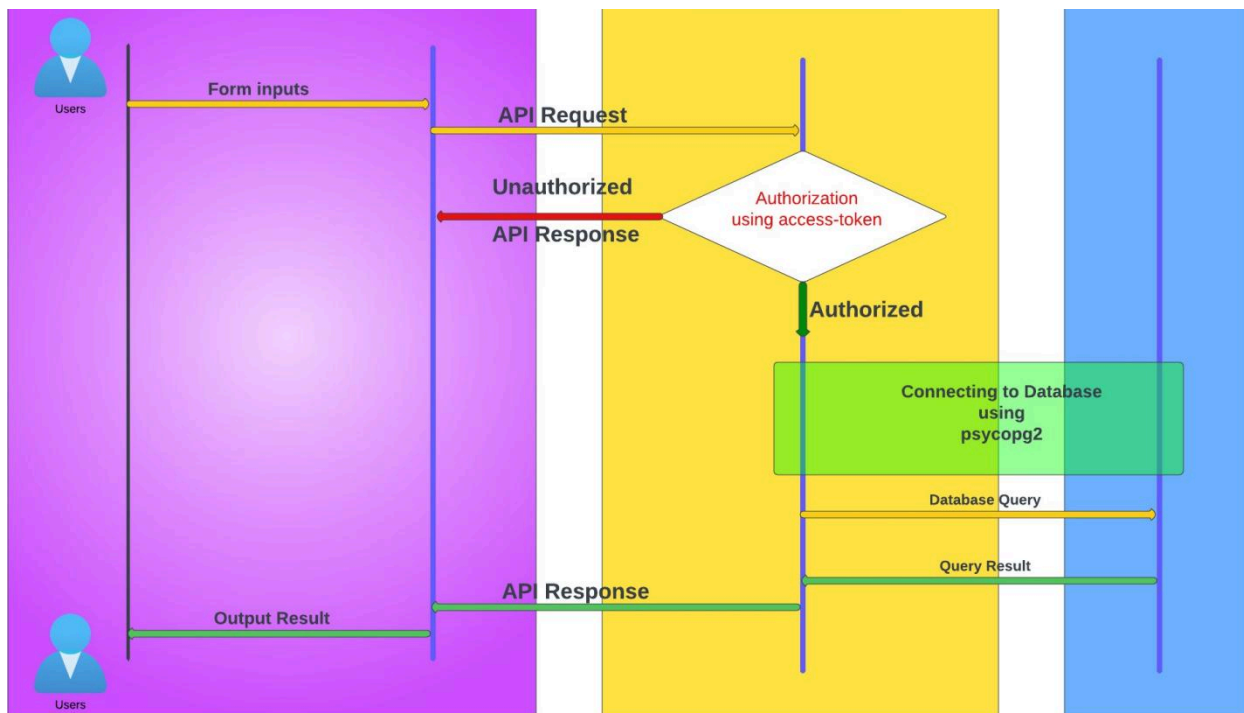 Users
Form inputs
API Request
Unauthorized
API Response
Authorization
using access-token
Authorized
Connecting to Database
using
psycopg2
Database Query
Query Result
API Response
Output Result
Users